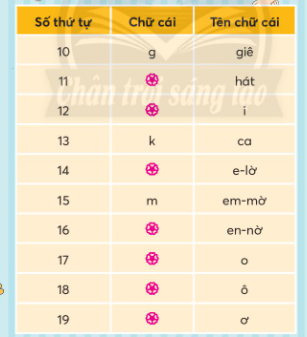 Số thứ tự Chữ cái Tên chữ cái
10 g giê
11 hát
12 i
13 k ca
14 e-lờ
15 m em-mờ
16 en-nờ
17 o
18 ô
19 ơ
Chân trời sáng tạo